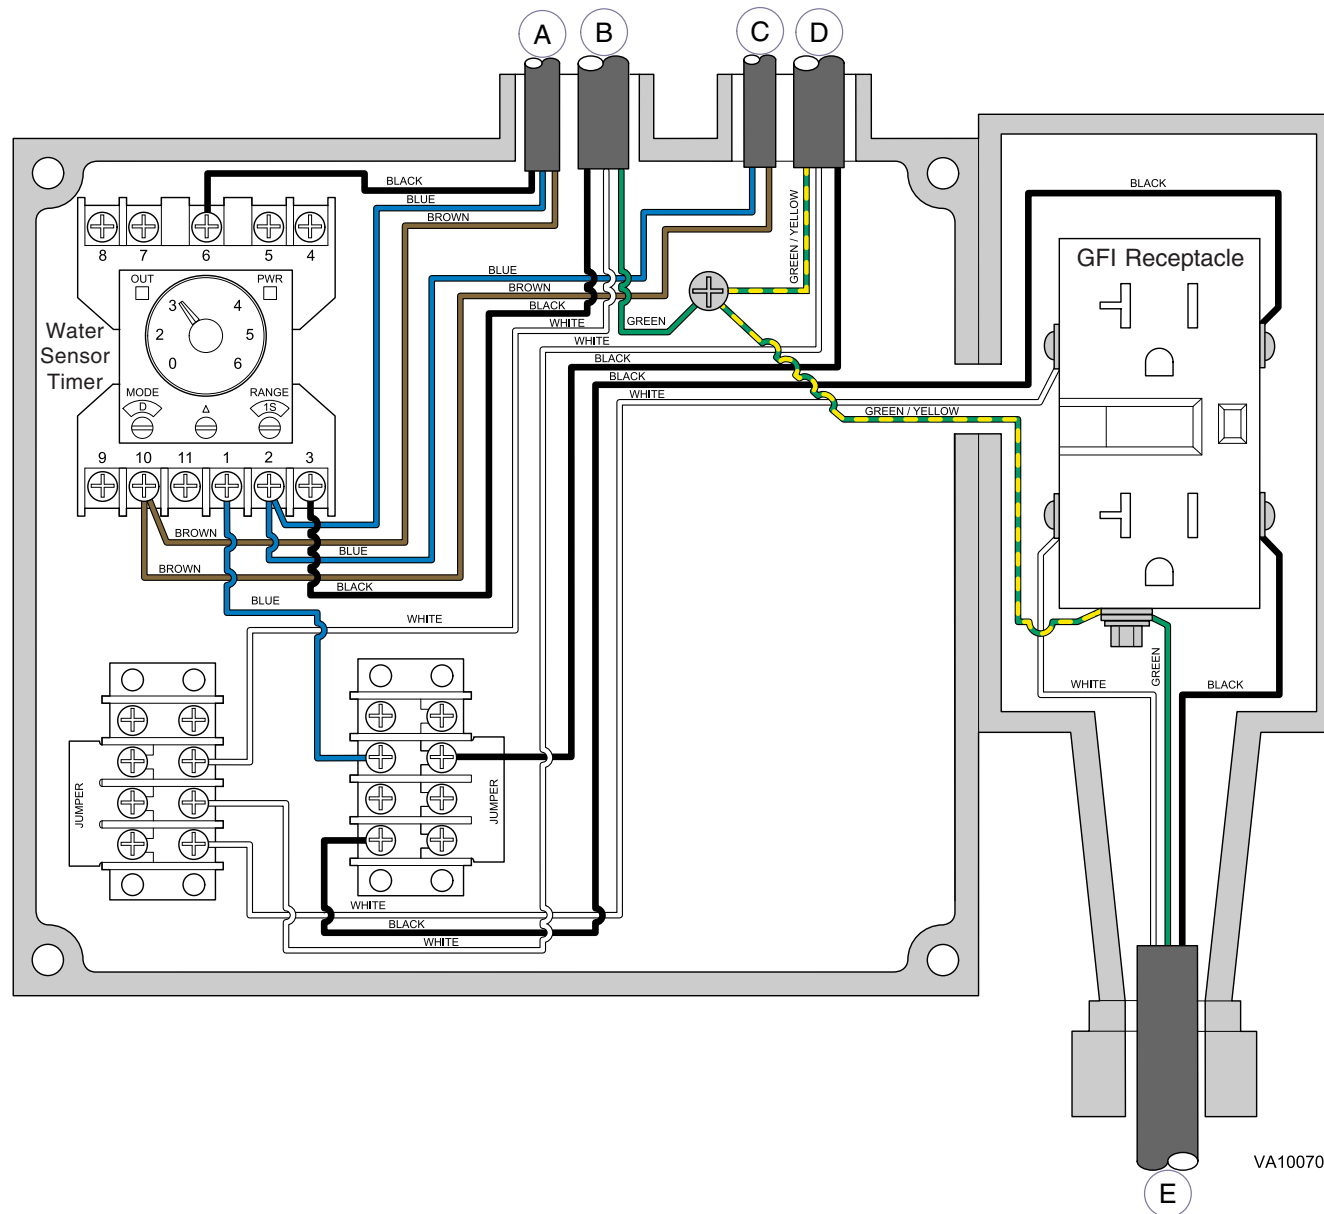 A
B
C
D
BLACK
BLUE
BROWN
BLACK
GREEN / YELLOW
8
7
6
5
4
GFI Receptacle
OUT
PWR
BLUE
BROWN
BLACK
WHITE
GREEN
WHITE
BLACK
BLACK
WHITE
GREEN / YELLOW
Water
Sensor
Timer
3
4
2
5
0
6
MODE
D
Δ
RANGE
1S
9
10
11
1
2
3
BROWN
BLUE
BROWN
BLACK
BLUE
WHITE
JUMPER
JUMPER
WHITE
BLACK
WHITE
WHITE
GREEN
BLACK
VA10070
E